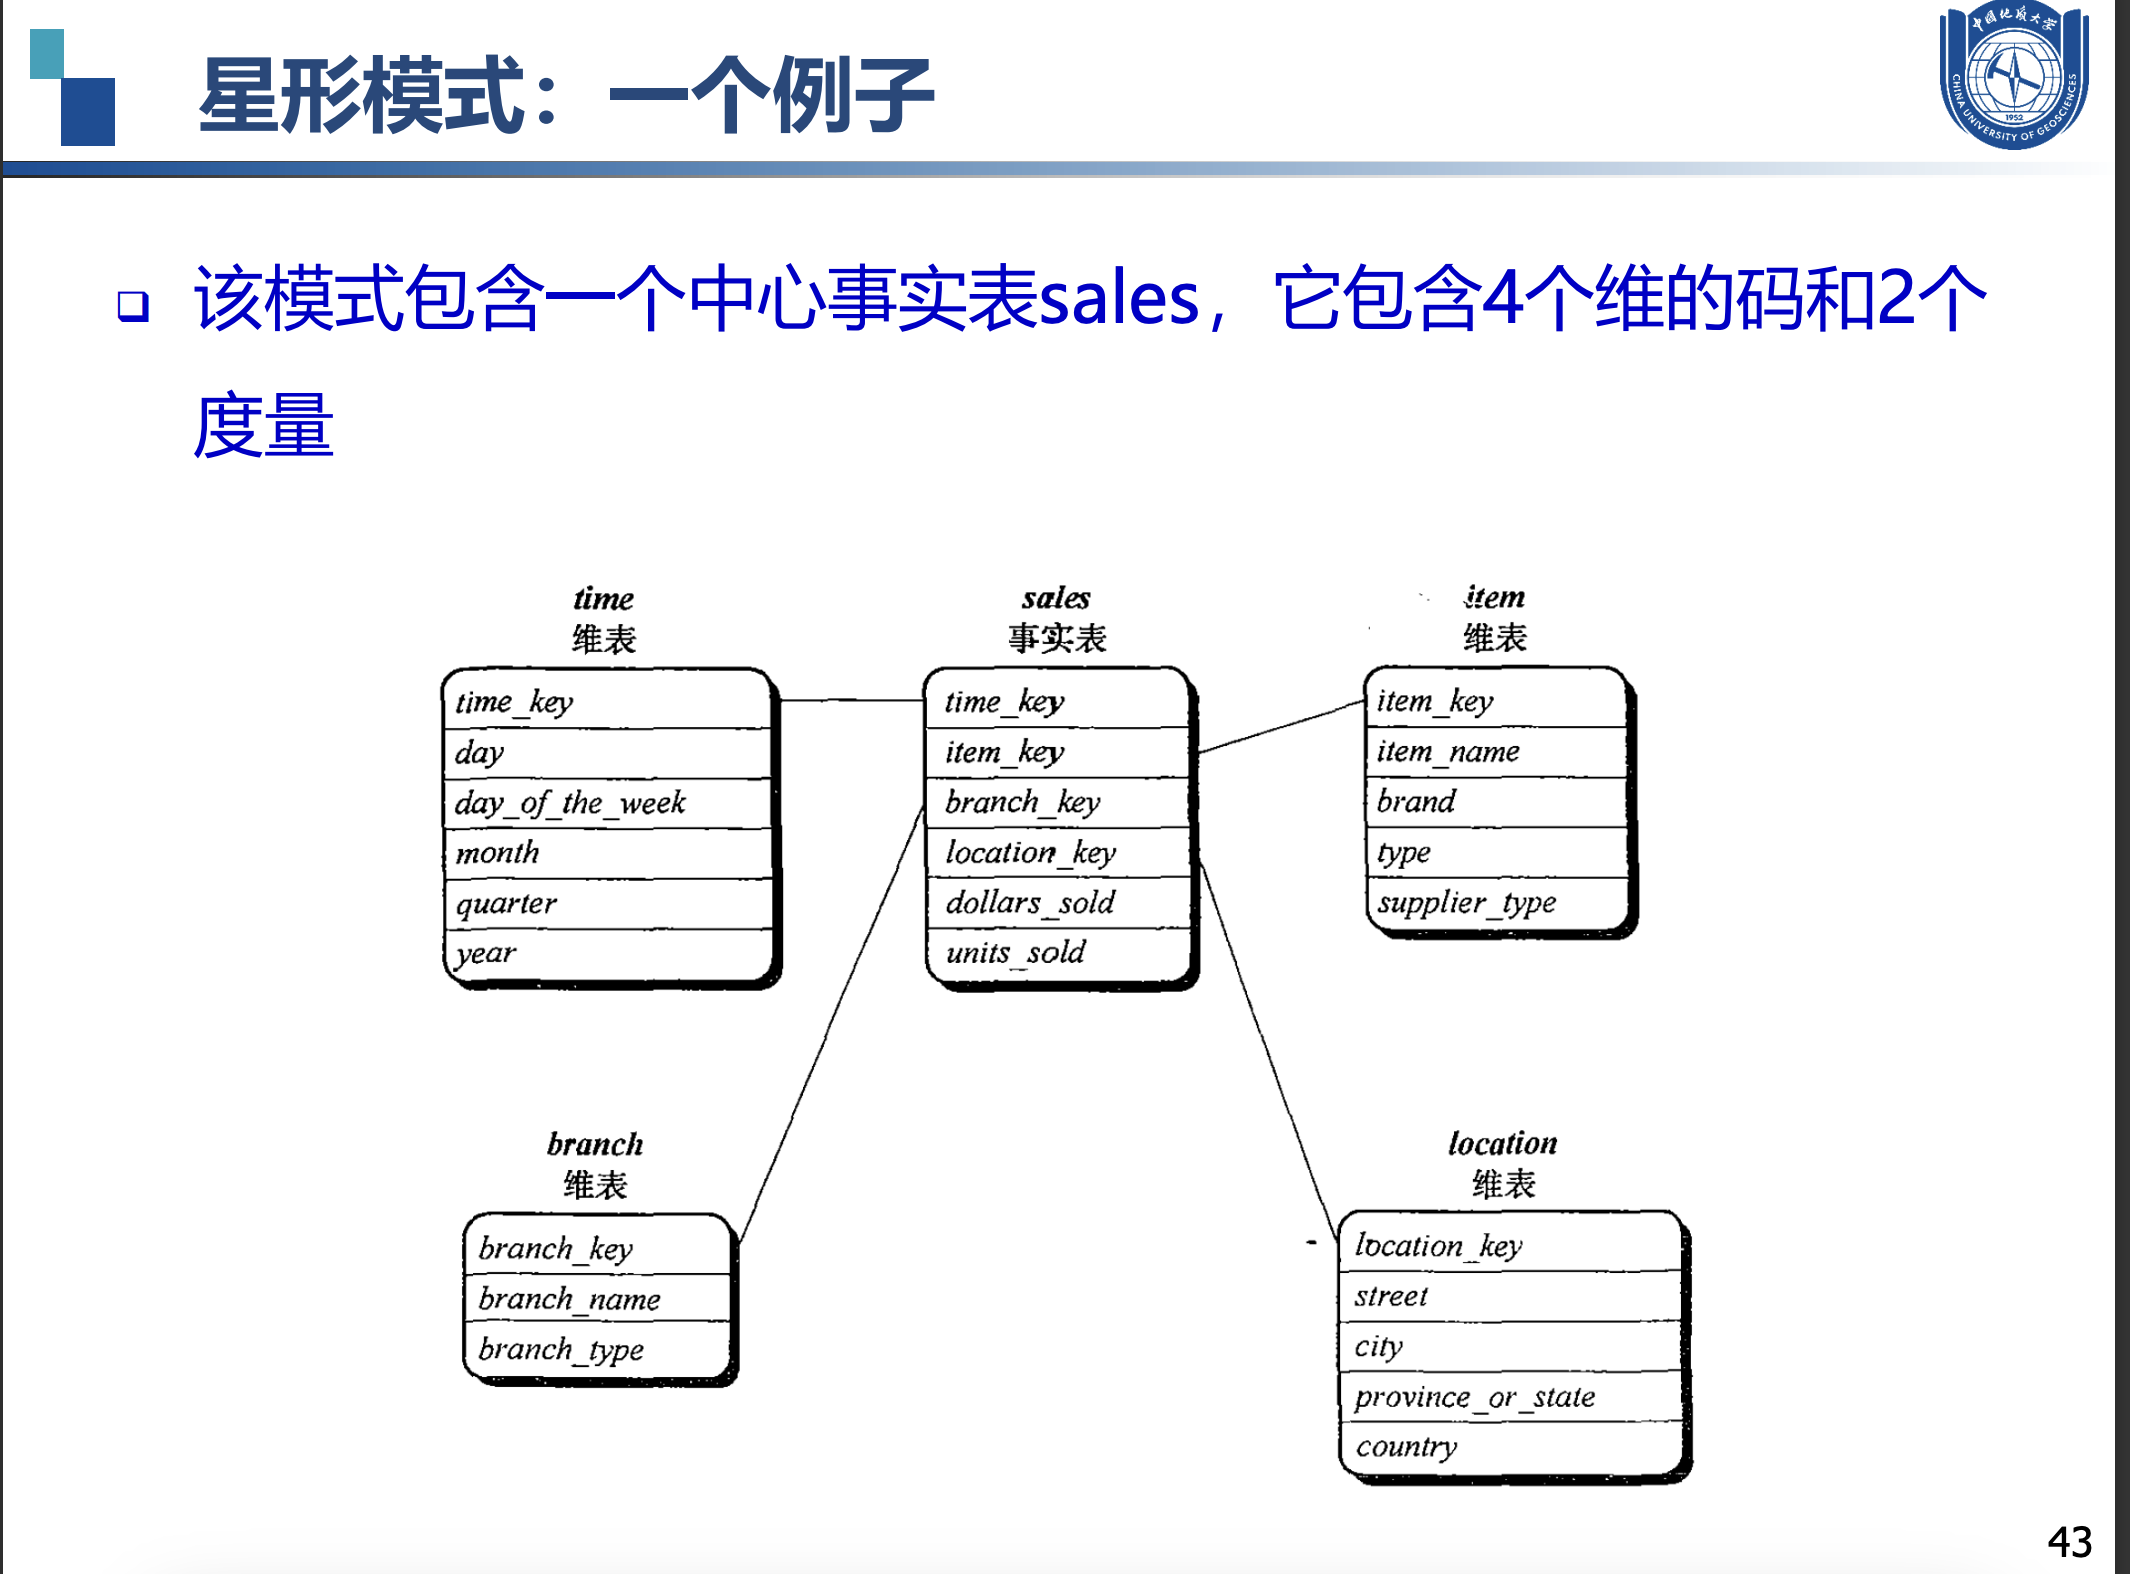 星形模式：一个例子
中国地质大学
CHINA UNIVERSITY OF GEOSCIENCES
1952
该模式包含一个中心事实表sales，它包含4个维的码和2个
度量
time
维表
time_key
day
day_of_the_week
month
quarter
year
sales
事实表
time_key
item_key
branch_key
location_key
dollars_sold
units_sold
item
维表
item_key
item_name
brand
type
supplier_type
branch
维表
branch_key
branch_name
branch_type
location
维表
location_key
street
city
province_or_state
country
43